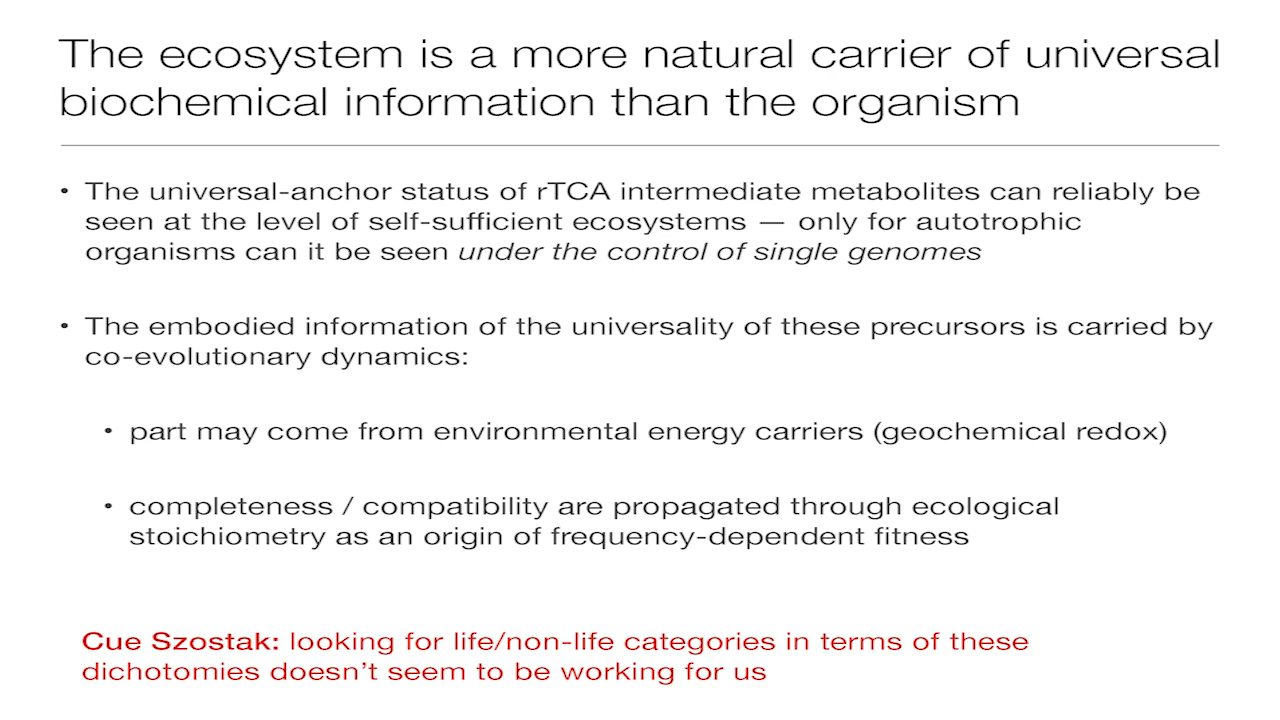 The ecosystem is a more natural carrier of universal
biochemical information than the organism
• The universal-anchor status of rTCA intermediate metabolites can reliably be
seen at the level of self-sufficient ecosystems — only for autotrophic
organisms can it be seen under the control of single genomes
• The embodied information of the universality of these precursors is carried by
co-evolutionary dynamics:
• part may come from environmental energy carriers (geochemical redox)
• completeness / compatibility are propagated through ecological
stoichiometry as an origin of frequency-dependent fitness
Cue Szostak: looking for life/non-life categories in terms of these
dichotomies doesn't seem to be working for us